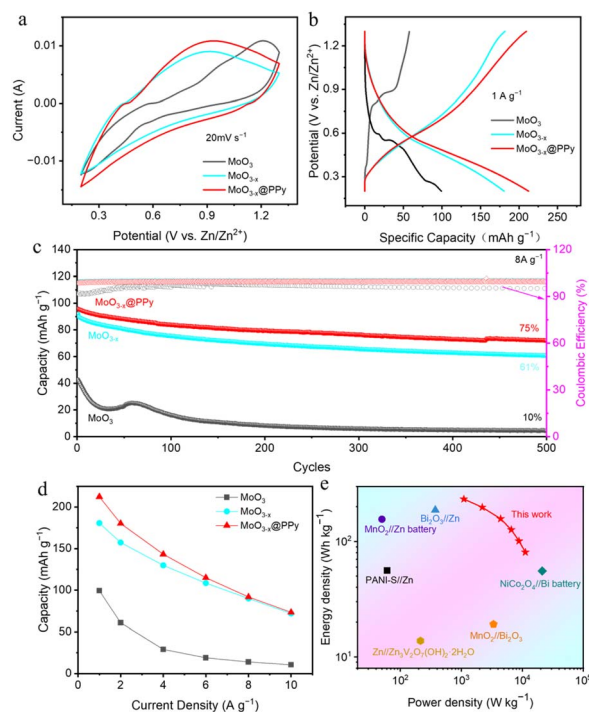 a
0.01
0.00
−0.01
Current (A)
20mV s⁻¹
MoO₃
MoO₃₋ₓ
MoO₃₋ₓ@PPy
0.3
0.6
0.9
1.2
Potential (V vs. Zn/Zn²⁺)
b
1.2
0.9
0.6
0.3
0.0
Potential (V vs. Zn/Zn²⁺)
1 A g⁻¹
MoO₃
MoO₃₋ₓ
MoO₃₋ₓ@PPy
0 50 100 150 200 250
Specific Capacity（mAh g⁻¹）
c
140
120
100
80
60
40
20
0
Capacity (mAh g⁻¹)
8A g⁻¹
MoO₃₋ₓ@PPy
75%
MoO₃₋ₓ
61%
MoO₃
10%
120
90
60
30
0
Coulombic Efficiency (%)
0 100 200 300 400 500
Cycles
d
200
150
100
50
0
Capacity (mAh g⁻¹)
MoO₃
MoO₃₋ₓ
MoO₃₋ₓ@PPy
0 2 4 6 8 10
Current Density (A g⁻¹)
e
10²
10¹
Energy density (Wh kg⁻¹)
MnO₂//Zn battery
Bi₂O₃//Zn
This work
PANI-S//Zn
NiCo₂O₄//Bi battery
MnO₂//Bi₂O₃
Zn//Zn₃V₂O₇(OH)₂·2H₂O
10² 10³ 10⁴ 10⁵
Power density (W kg⁻¹)